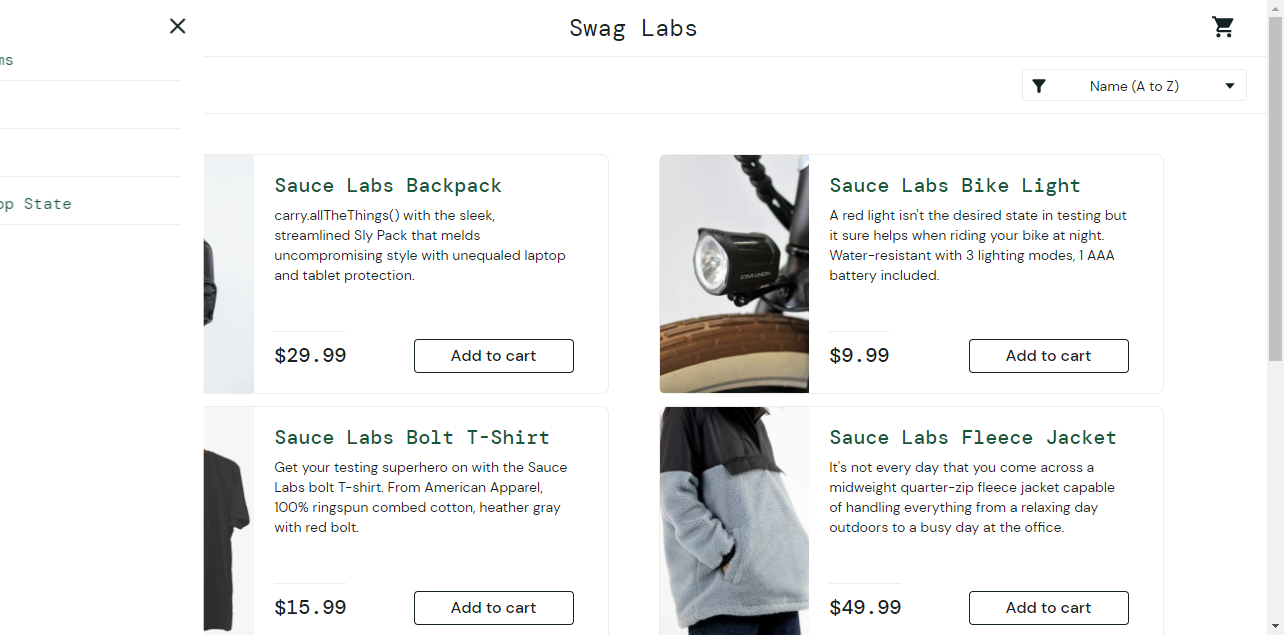 Swag Labs
ms
Name (A to Z)
op State
Sauce Labs Backpack
carry.allTheThings() with the sleek,
streamlined Sly Pack that melds
uncompromising style with unequaled laptop
and tablet protection.
$29.99
Add to cart
Sauce Labs Bike Light
A red light isn't the desired state in testing but
it sure helps when riding your bike at night.
Water-resistant with 3 lighting modes, 1 AAA
battery included.
$9.99
Add to cart
STAR UNION
Sauce Labs Bolt T-Shirt
Get your testing superhero on with the Sauce
Labs bolt T-shirt. From American Apparel,
100% ringspun combed cotton, heather gray
with red bolt.
$15.99
Add to cart
Sauce Labs Fleece Jacket
It's not every day that you come across a
midweight quarter-zip fleece jacket capable
of handling everything from a relaxing day
outdoors to a busy day at the office.
$49.99
Add to cart